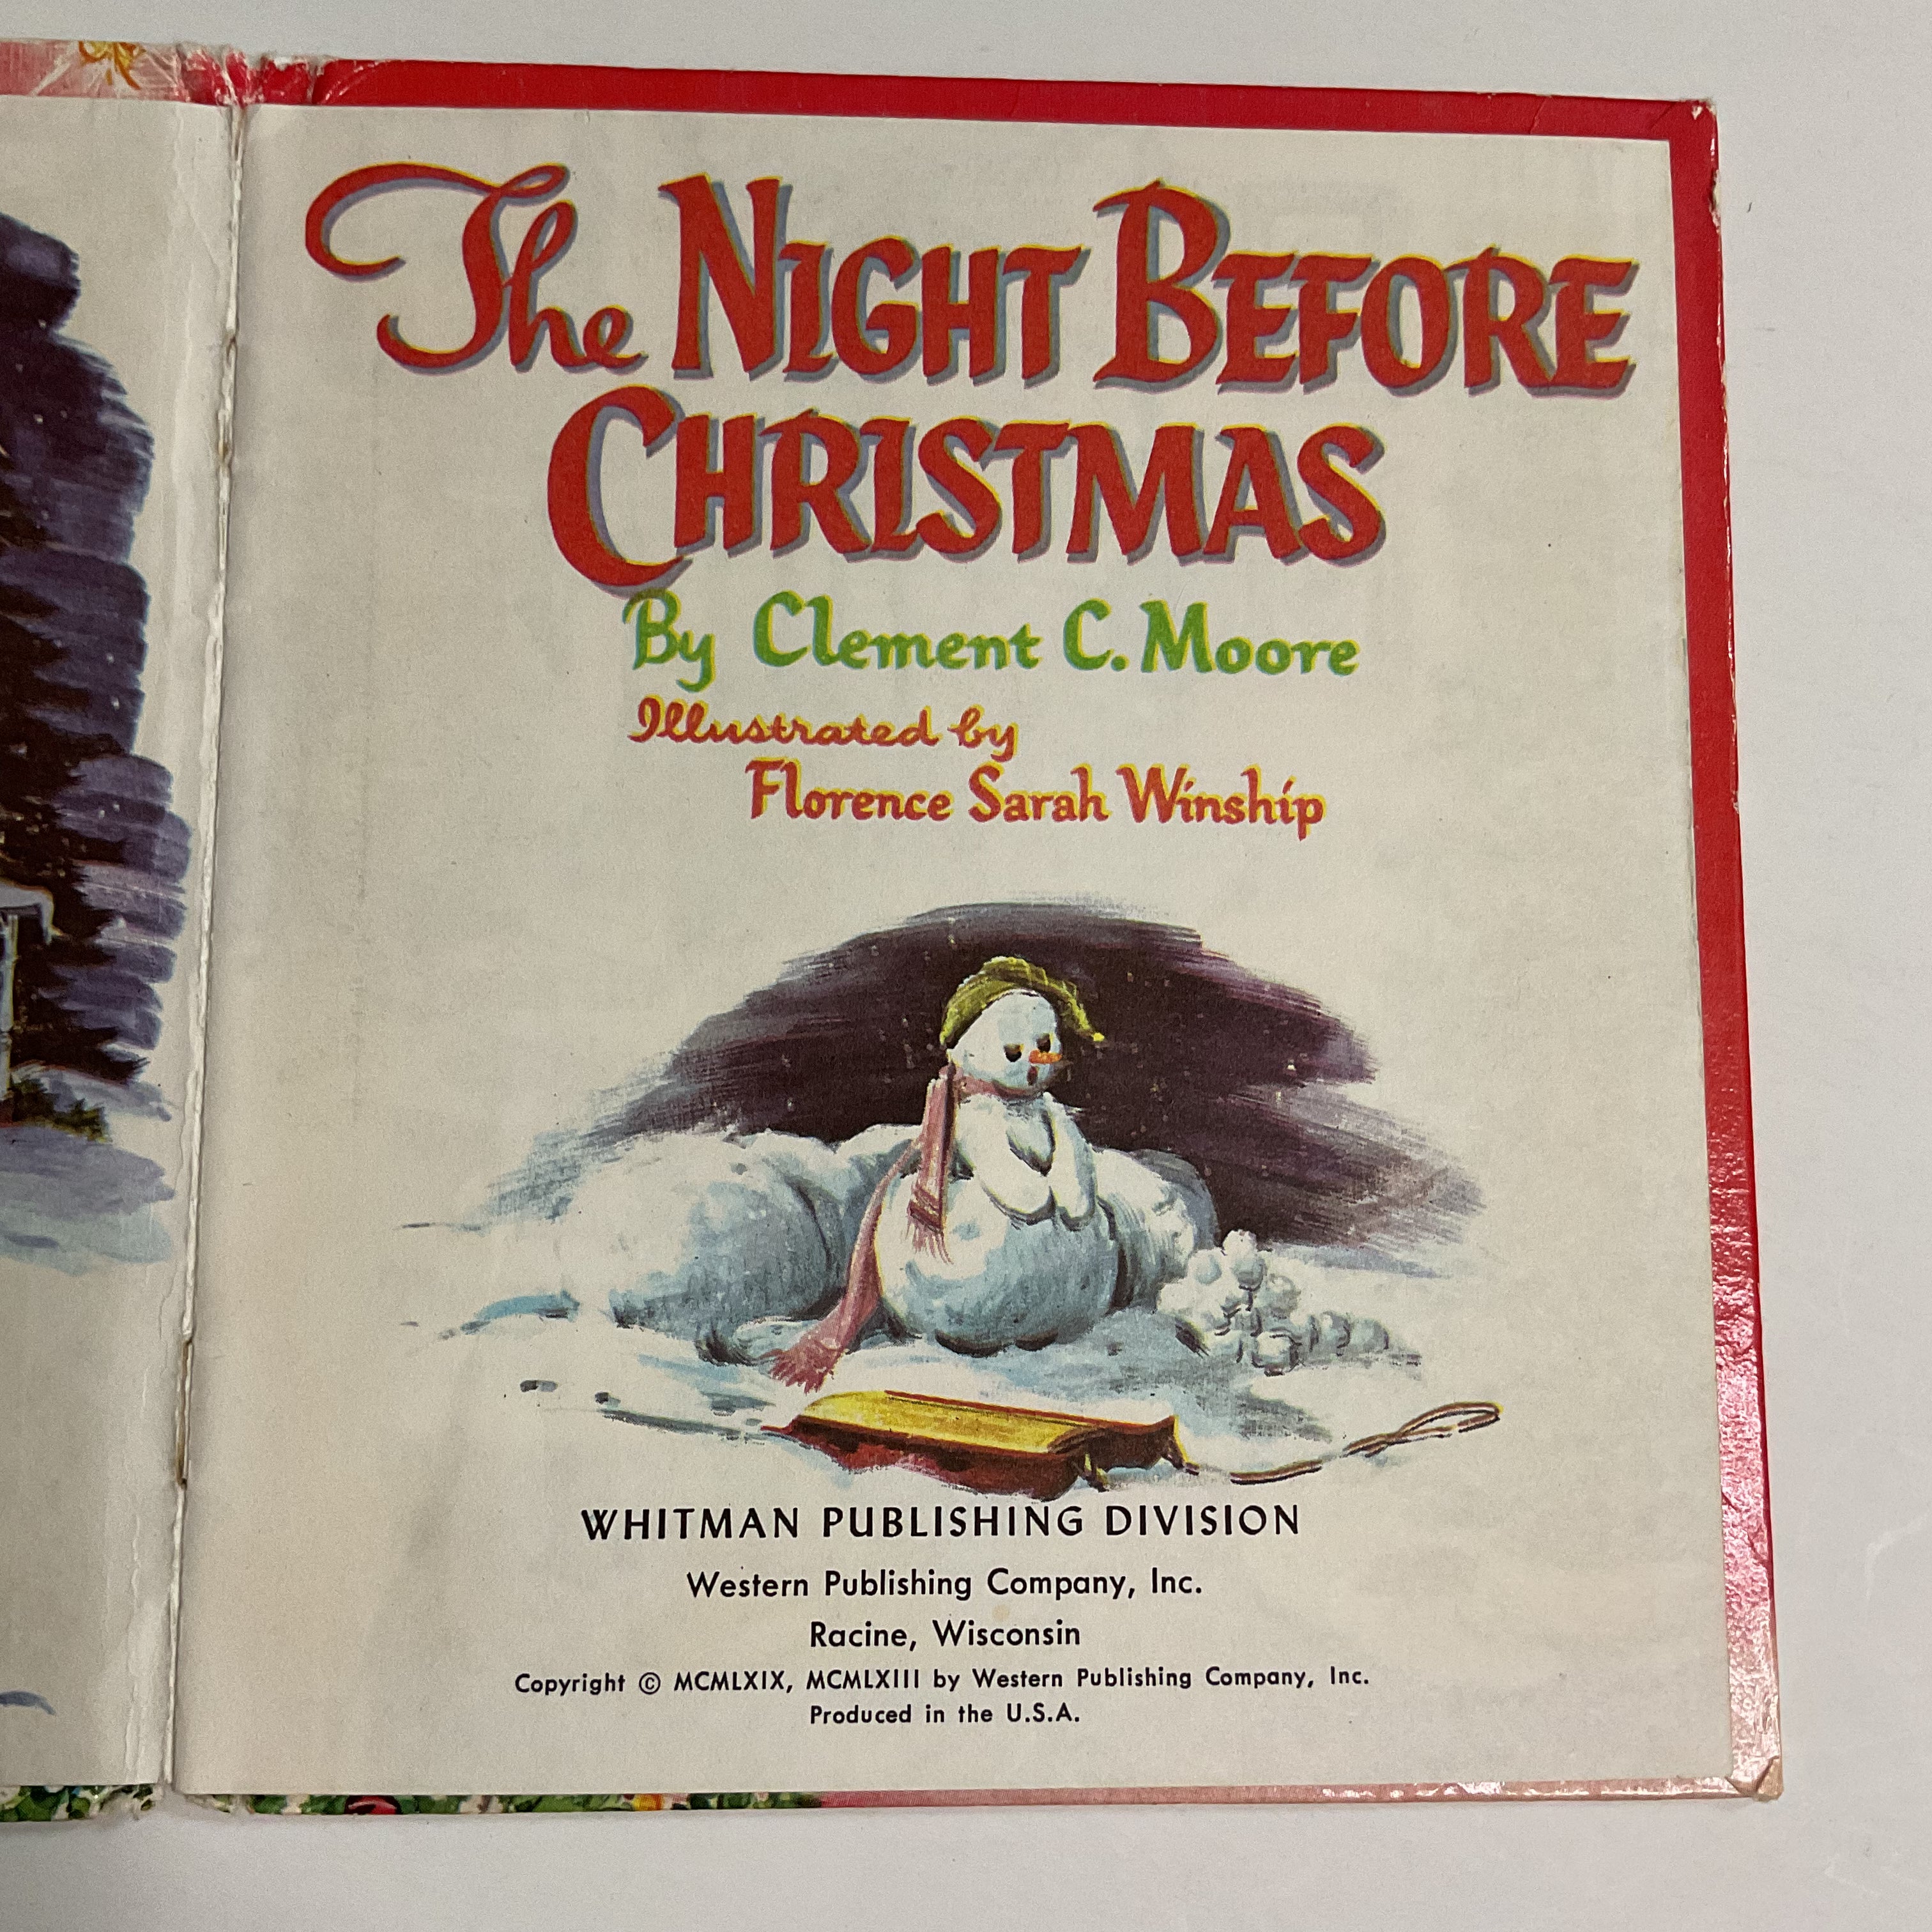 The NIGHT BEFORE
CHRISTMAS
By Clement C. Moore
Illustrated by
Florence Sarah Winship
WHITMAN PUBLISHING DIVISION
Western Publishing Company, Inc.
Racine, Wisconsin
Copyright © MCMLXIX, MCMLXIII by Western Publishing Company, Inc.
Produced in the U.S.A.